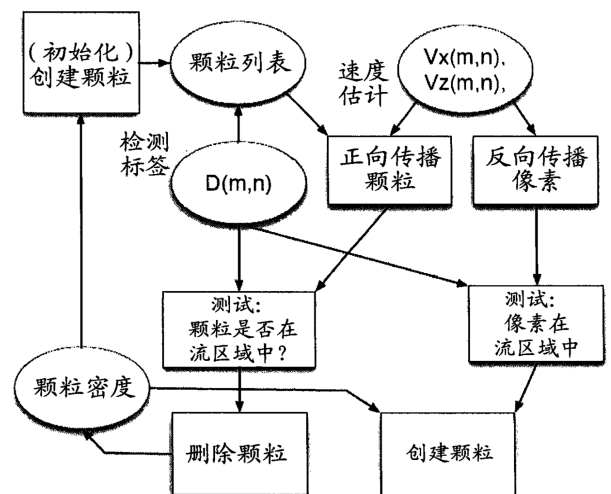 （初始化）
创建颗粒
颗粒列表
速度
估计
Vx(m,n),
Vz(m,n),
检测
标签
D(m,n)
正向传播
颗粒
反向传播
像素
测试：
颗粒是否在
流区域中？
测试：
像素在
流区域中
颗粒密度
删除颗粒
创建颗粒